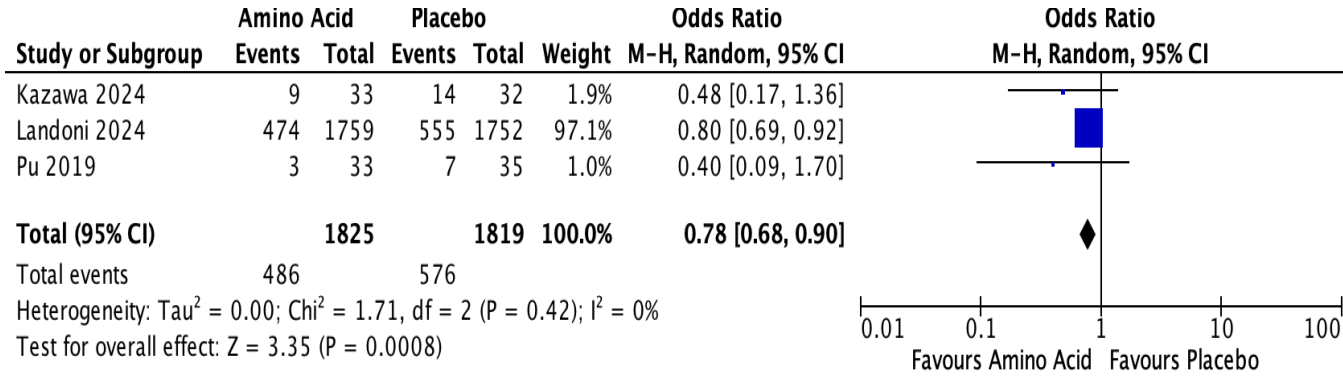 Amino Acid Placebo Odds Ratio Odds Ratio
Study or Subgroup Events Total Events Total Weight M-H, Random, 95% CI M-H, Random, 95% CI
Kazawa 2024 9 33 14 32 1.9% 0.48 [0.17, 1.36]
Landoni 2024 474 1759 555 1752 97.1% 0.80 [0.69, 0.92]
Pu 2019 3 33 7 35 1.0% 0.40 [0.09, 1.70]
Total (95% CI) 1825 1819 100.0% 0.78 [0.68, 0.90]
Total events 486 576
Heterogeneity: Tau² = 0.00; Chi² = 1.71, df = 2 (P = 0.42); I² = 0%
Test for overall effect: Z = 3.35 (P = 0.0008)
0.01 0.1 1 10 100
Favours Amino Acid Favours Placebo